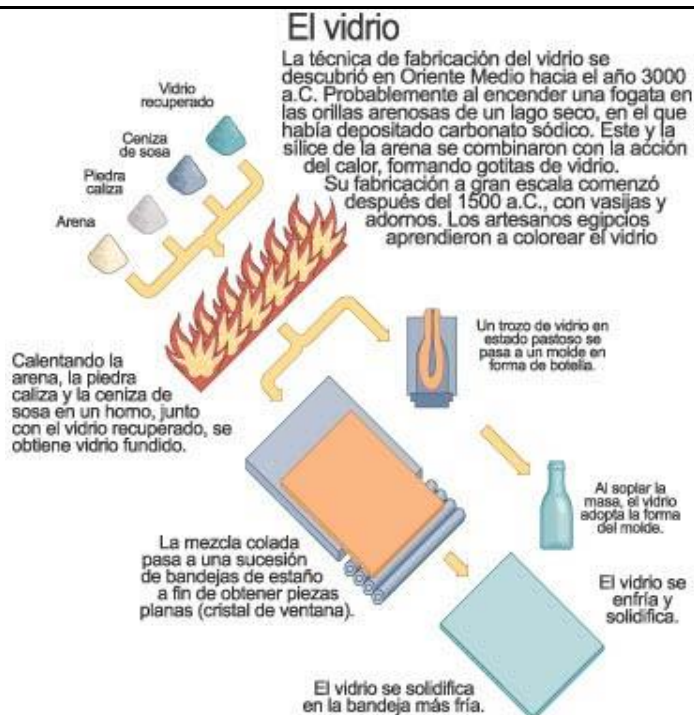 El vidrio
La técnica de fabricación del vidrio se
descubrió en Oriente Medio hacia el año 3000
a.C. Probablemente al encender una fogata en
las orillas arenosas de un lago seco, en el que
había depositado carbonato sódico. Este y la
sílice de la arena se combinaron con la acción
del calor, formando gotitas de vidrio.
Su fabricación a gran escala comenzó
después del 1500 a.C., con vasijas y
adornos. Los artesanos egipcios
aprendieron a colorear el vidrio
Vidrio
recuperado
Ceniza
de sosa
Piedra
caliza
Arena
Calentando la
arena, la piedra
caliza y la ceniza de
sosa en un horno, junto
con el vidrio recuperado, se
obtiene vidrio fundido.
Un trozo de vidrio en
estado pastoso se
pasa a un molde en
forma de botella.
Al soplar la
masa, el vidrio
adopta la forma
del molde.
La mezcla colada
pasa a una sucesión
de bandejas de estaño
a fin de obtener piezas
planas (cristal de ventana).
El vidrio se
enfría y
solidifica.
El vidrio se solidifica
en la bandeja más fría.